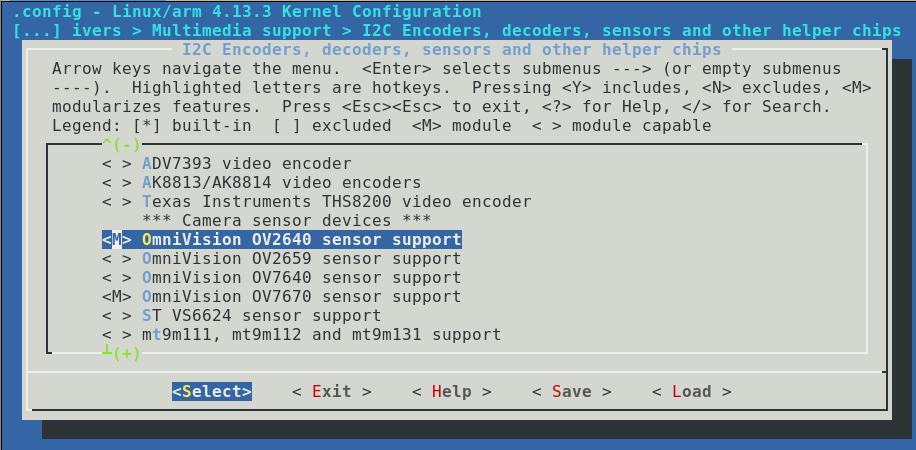 .config - Linux/arm 4.13.3 Kernel Configuration
[...] ivers > Multimedia support > I2C Encoders, decoders, sensors and other helper chips
I2C Encoders, decoders, sensors and other helper chips
Arrow keys navigate the menu.  <Enter> selects submenus ---> (or empty submenus
----).  Highlighted letters are hotkeys.  Pressing <Y> includes, <N> excludes, <M>
modularizes features.  Press <Esc><Esc> to exit, <?> for Help, </> for Search.
Legend: [*] built-in  [ ] excluded  <M> module  < > module capable
^(-)
< > ADV7393 video encoder
< > AK8813/AK8814 video encoders
< > Texas Instruments THS8200 video encoder
*** Camera sensor devices ***
<M> OmniVision OV2640 sensor support
< > OmniVision OV2659 sensor support
< > OmniVision OV7640 sensor support
<M> OmniVision OV7670 sensor support
< > ST VS6624 sensor support
< > mt9m111, mt9m112 and mt9m131 support
┴(+)
<Select>    < Exit >    < Help >    < Save >    < Load >